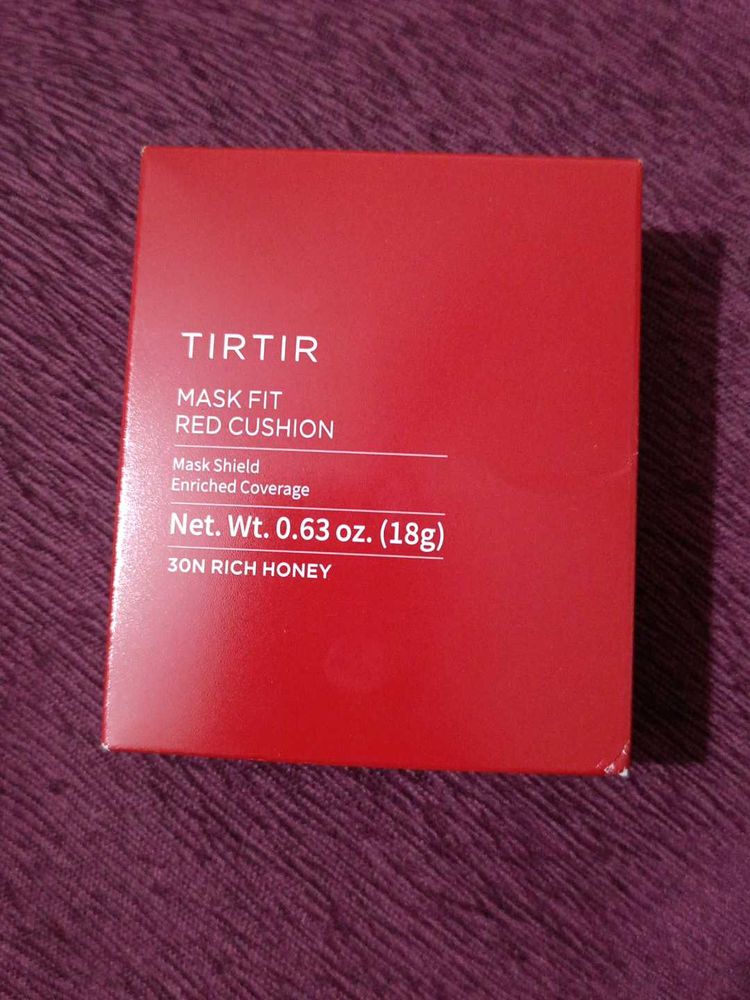 TIRTIR
MASK FIT
RED CUSHION
Mask Shield
Enriched Coverage
Net. Wt. 0.63 oz. (18g)
30N RICH HONEY